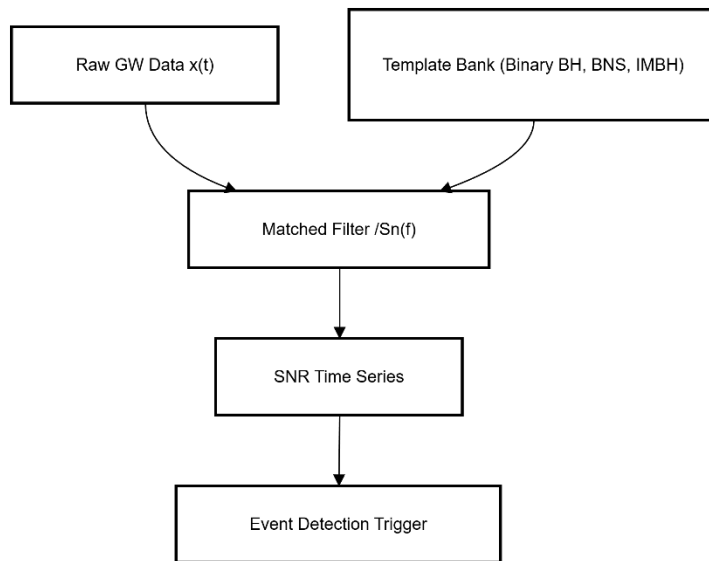 Raw GW Data x(t)
Template Bank (Binary BH, BNS, IMBH)
Matched Filter /Sn(f)
SNR Time Series
Event Detection Trigger